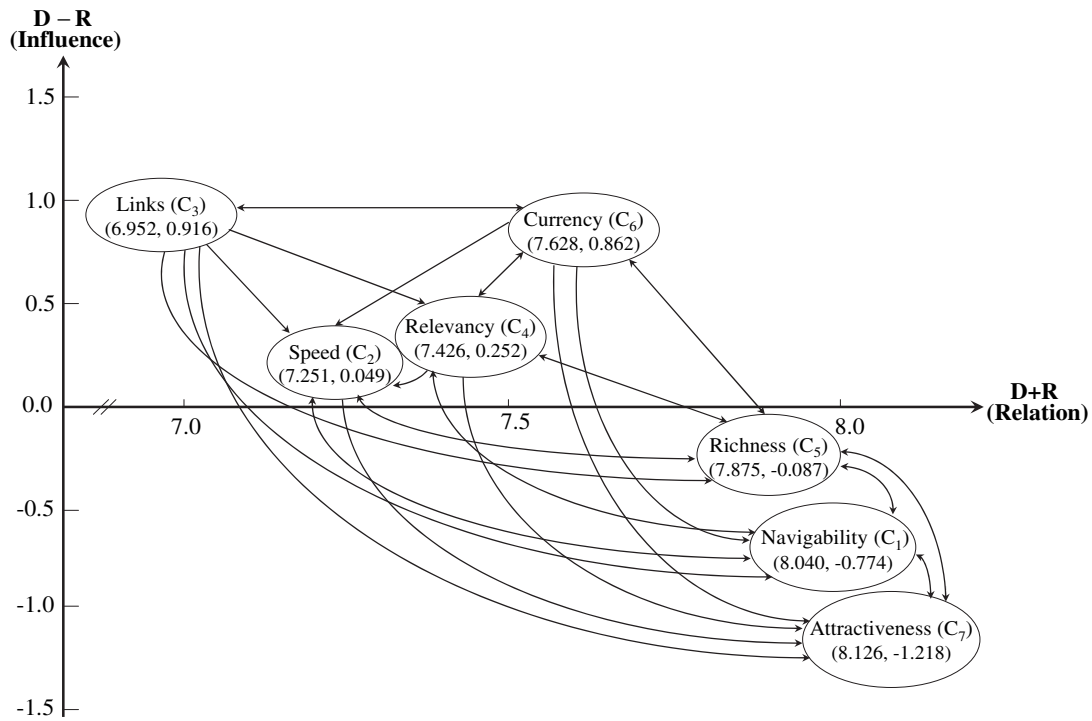 D – R
(Influence)
1.5
1.0
0.5
0.0
-0.5
-1.0
-1.5
Links (C₃)
(6.952, 0.916)
Currency (C₆)
(7.628, 0.862)
Relevancy (C₄)
(7.426, 0.252)
Speed (C₂)
(7.251, 0.049)
7.0
7.5
8.0
D+R
(Relation)
Richness (C₅)
(7.875, -0.087)
Navigability (C₁)
(8.040, -0.774)
Attractiveness (C₇)
(8.126, -1.218)